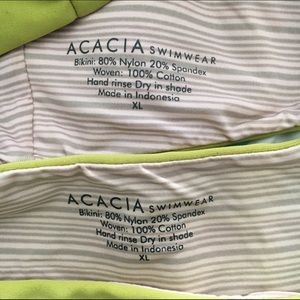 ACACIA SWIMWEAR
Bikini: 80% Nylon 20% Spandex
Woven: 100% Cotton
Hand rinse Dry in shade
Made in Indonesia
XL
ACACIA SWIMWEAR
Bikini: 80% Nylon 20% Spandex
Woven: 100% Cotton
Hand rinse Dry in shade
Made in Indonesia
XL